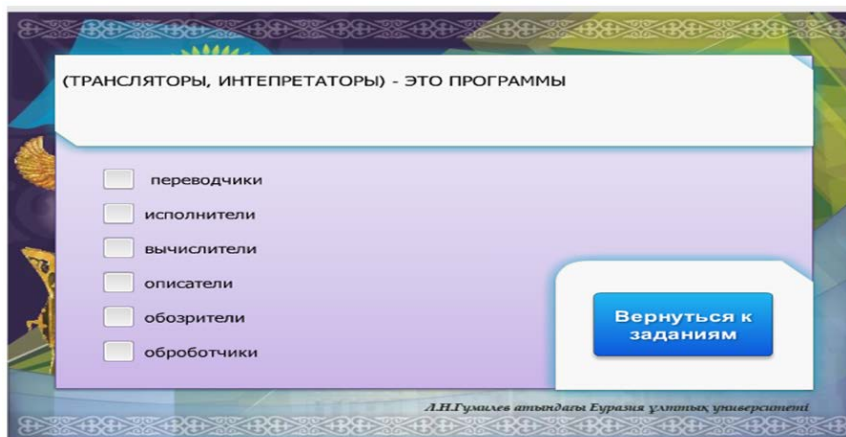 (ТРАНСЛЯТОРЫ, ИНТЕПРЕТАТОРЫ) - ЭТО ПРОГРАММЫ
переводчики
исполнители
вычислители
описатели
обозрители
оброботчики
Вернуться к
заданиям
Л.Н.Гумилев атындағы Еуразия ұлттық университеті